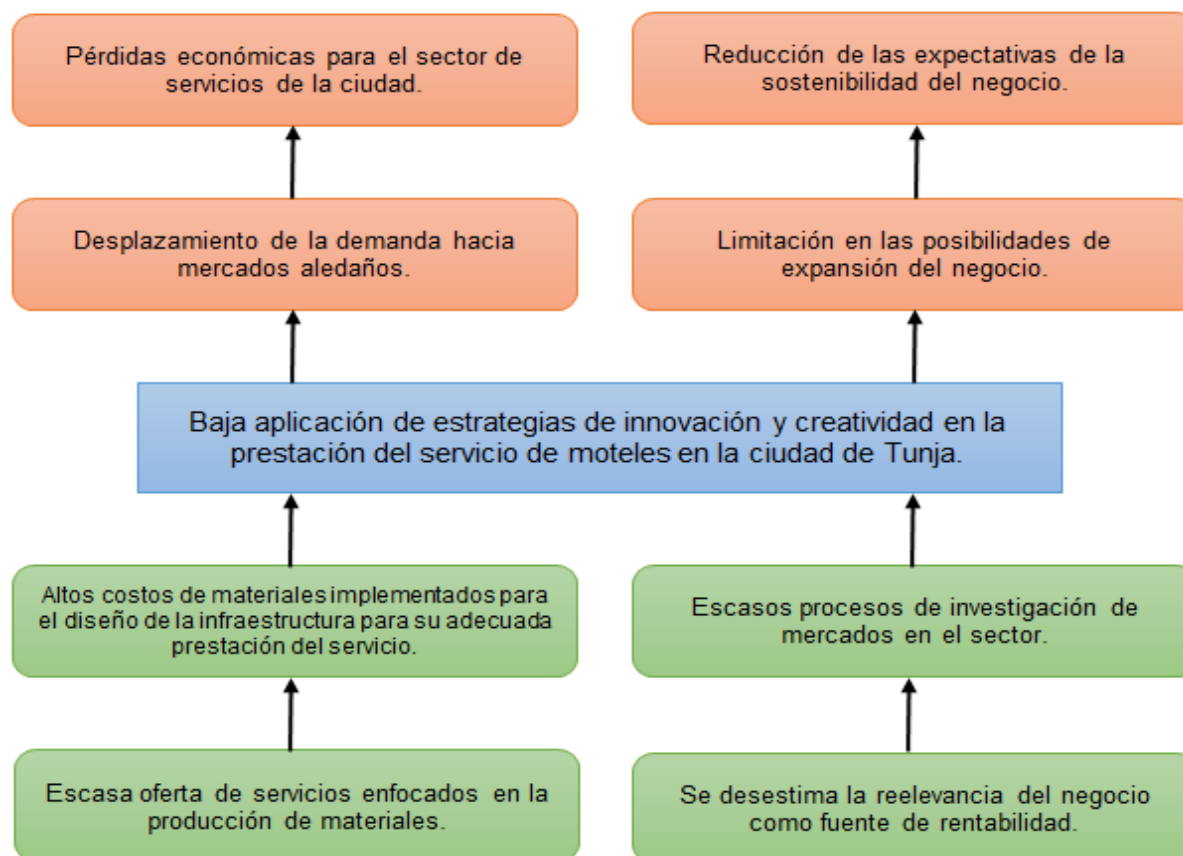 Pérdidas económicas para el sector de
servicios de la ciudad.
Reducción de las expectativas de la
sostenibilidad del negocio.
Desplazamiento de la demanda hacia
mercados aledaños.
Limitación en las posibilidades de
expansión del negocio.
Baja aplicación de estrategias de innovación y creatividad en la
prestación del servicio de moteles en la ciudad de Tunja.
Altos costos de materiales implementados para
el diseño de la infraestructura para su adecuada
prestación del servicio.
Escasos procesos de investigación de
mercados en el sector.
Escasa oferta de servicios enfocados en la
producción de materiales.
Se desestima la reelevancia del negocio
como fuente de rentabilidad.